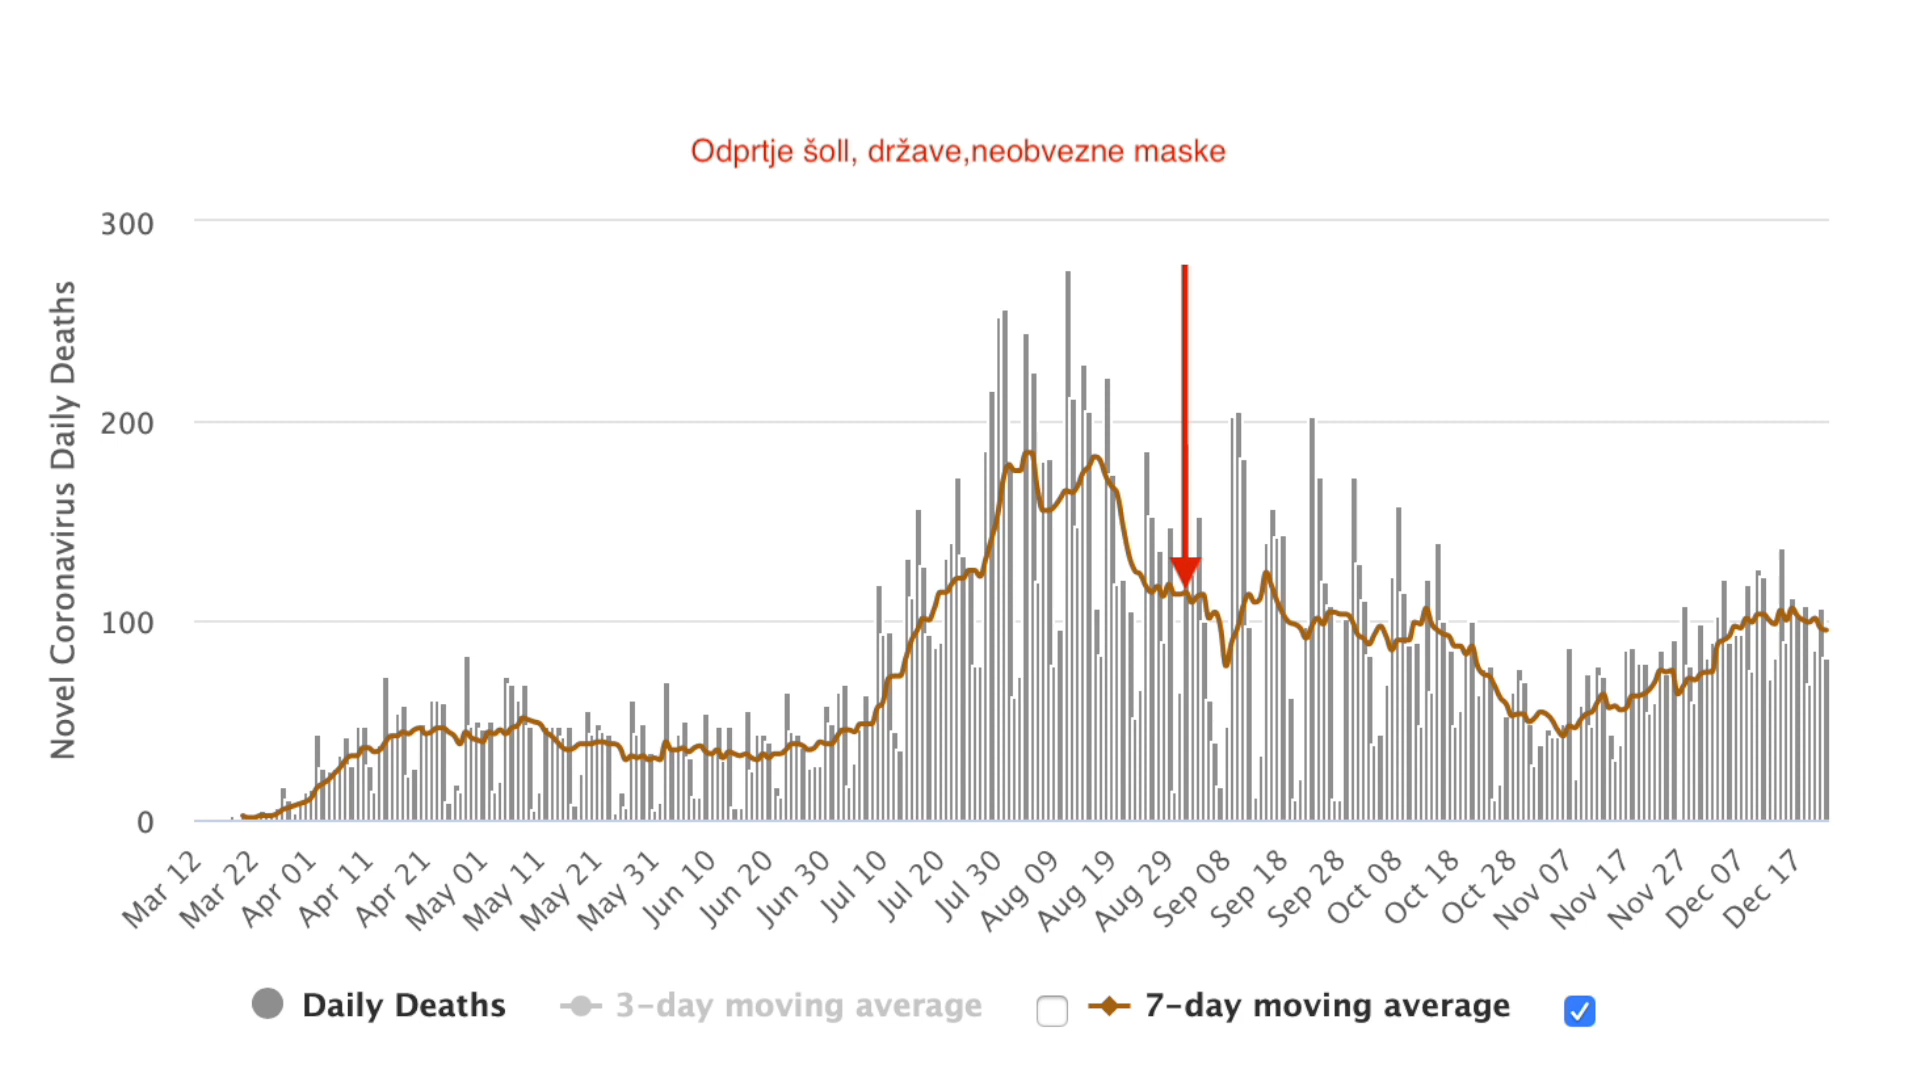 Odprtje šoll, države,neobvezne maske
300
200
100
0
Novel Coronavirus Daily Deaths
Mar 12
Mar 22
Apr 01
Apr 11
Apr 21
May 01
May 11
May 21
May 31
Jun 10
Jun 20
Jun 30
Jul 10
Jul 20
Jul 30
Aug 09
Aug 19
Aug 29
Sep 08
Sep 18
Sep 28
Oct 08
Oct 18
Oct 28
Nov 07
Nov 17
Nov 27
Dec 07
Dec 17
Daily Deaths
3-day moving average
7-day moving average